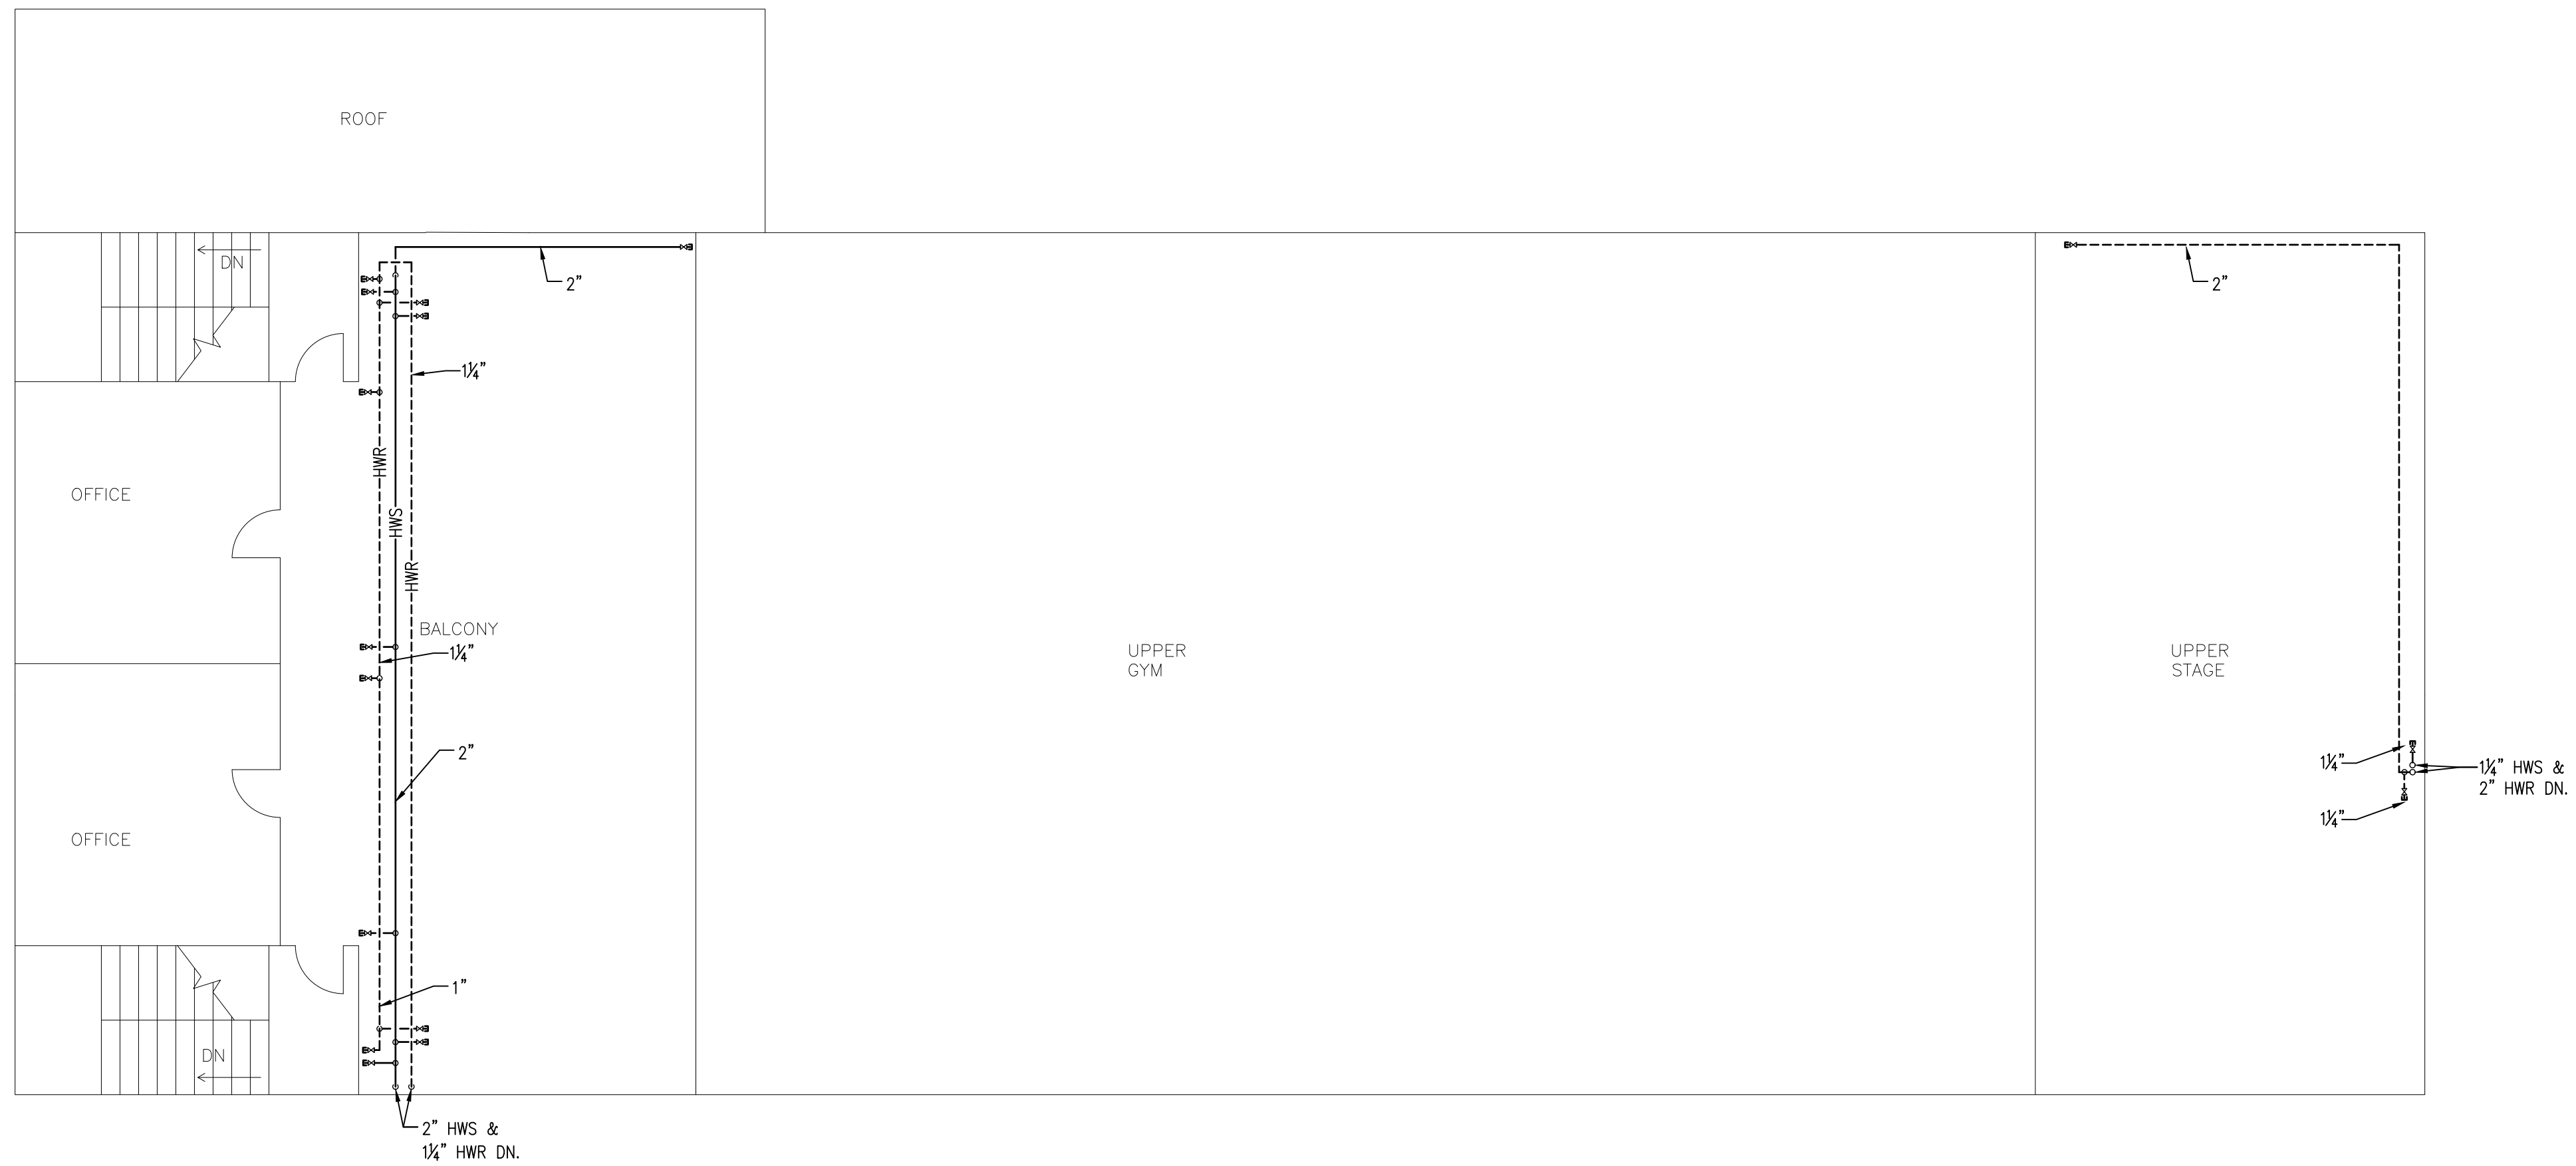 ROOF
DN
2”
2”
1¼”
HWR
OFFICE
HWS
HWR
BALCONY
1¼”
UPPER
GYM
UPPER
STAGE
2”
1¼”
1¼” HWS &
2” HWR DN.
1¼”
OFFICE
1”
DN
2” HWS &
1¼” HWR DN.